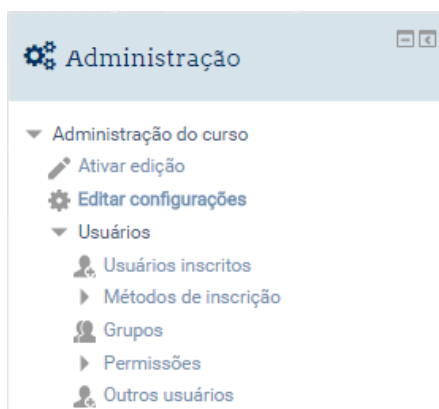 Administração
Administração do curso
Ativar edição
Editar configurações
Usuários
Usuários inscritos
Métodos de inscrição
Grupos
Permissões
Outros usuários